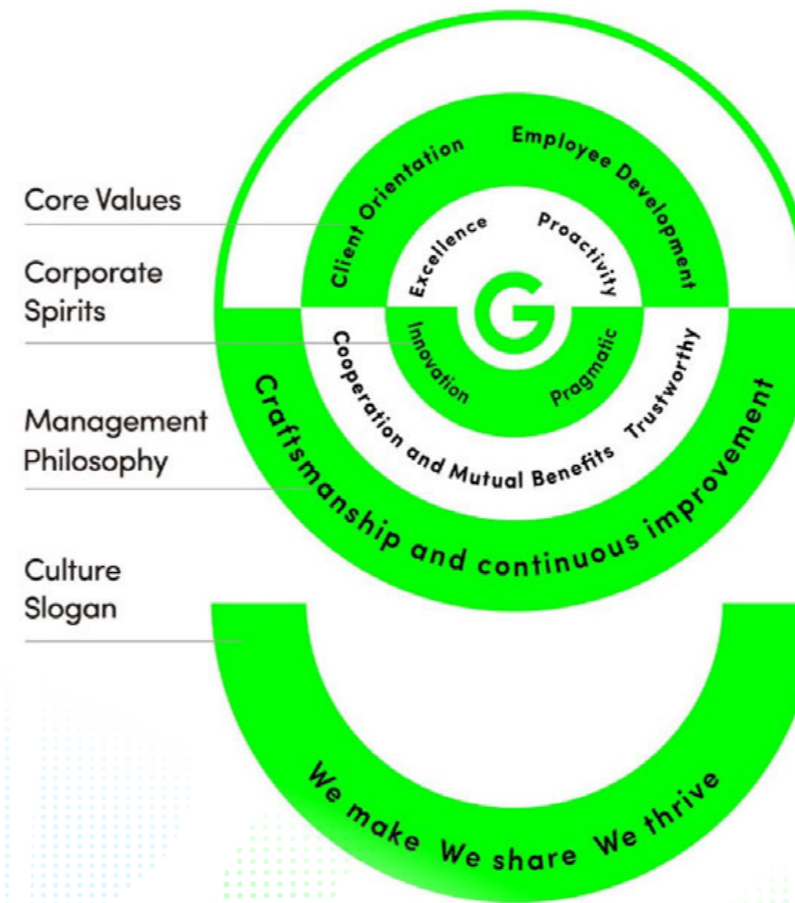 Core Values
Corporate
Spirits
Management
Philosophy
Culture
Slogan
Client Orientation
Employee Development
Excellence
Proactivity
G
Innovation
Pragmatic
Cooperation and Mutual Benefits
Trustworthy
Craftsmanship and continuous improvement
We make We share We thrive